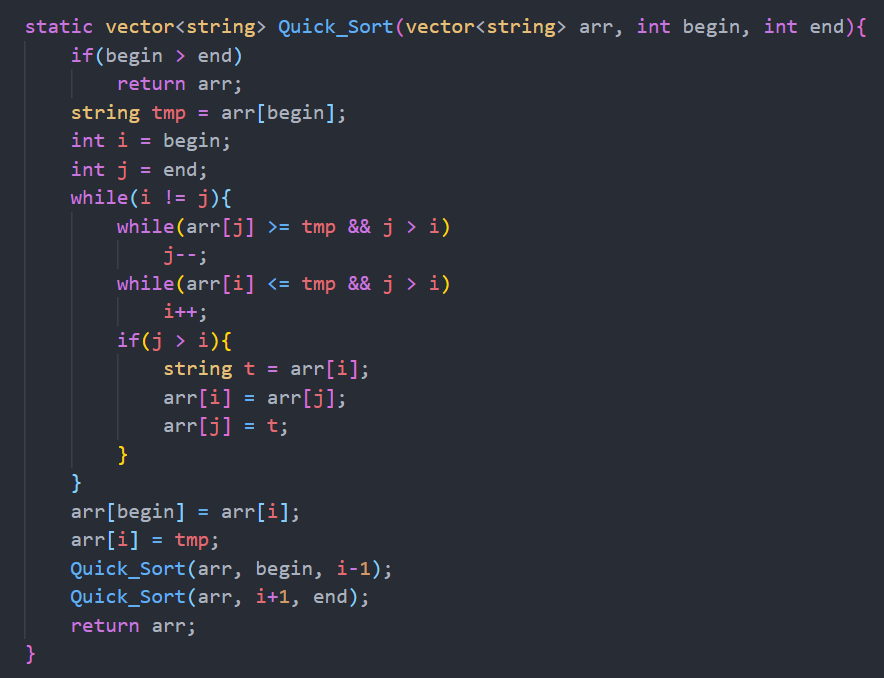 static vector<string> Quick_Sort(vector<string> arr, int begin, int end){
    if(begin > end)
        return arr;
    string tmp = arr[begin];
    int i = begin;
    int j = end;
    while(i != j){
        while(arr[j] >= tmp && j > i)
            j--;
        while(arr[i] <= tmp && j > i)
            i++;
        if(j > i){
            string t = arr[i];
            arr[i] = arr[j];
            arr[j] = t;
        }
    }
    arr[begin] = arr[i];
    arr[i] = tmp;
    Quick_Sort(arr, begin, i-1);
    Quick_Sort(arr, i+1, end);
    return arr;
}